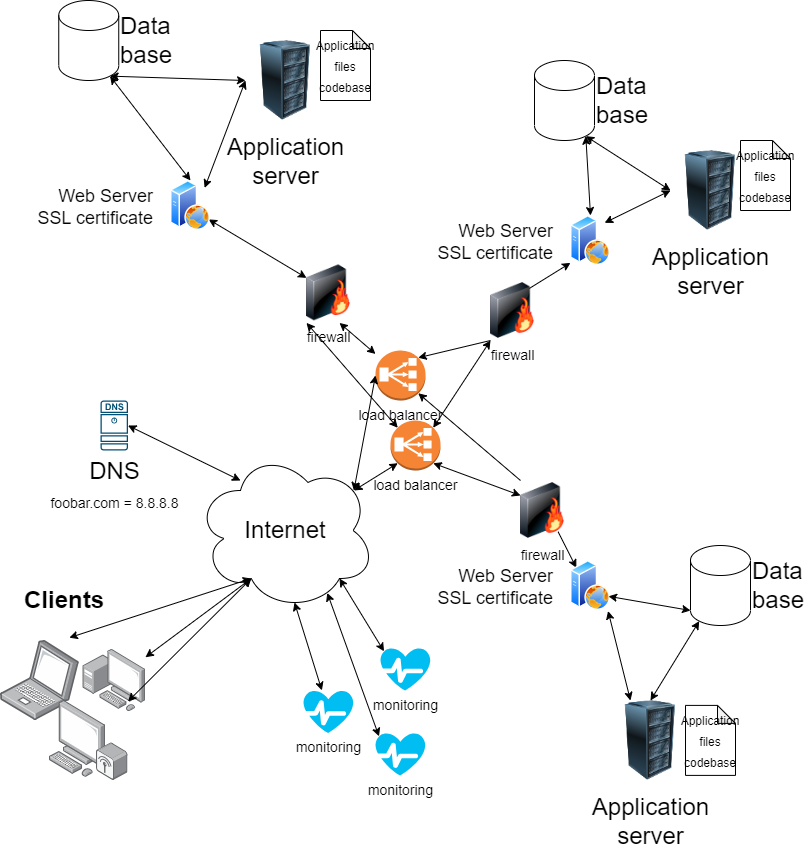 Data
base
Application
files
codebase
Application
server
Web Server
SSL certificate
Data
base
Application
files
codebase
Application
server
Web Server
SSL certificate
firewall
firewall
load balancer
load balancer
DNS
DNS
foobar.com = 8.8.8.8
Internet
firewall
Web Server
SSL certificate
Data
base
Clients
monitoring
monitoring
monitoring
Application
files
codebase
Application
server